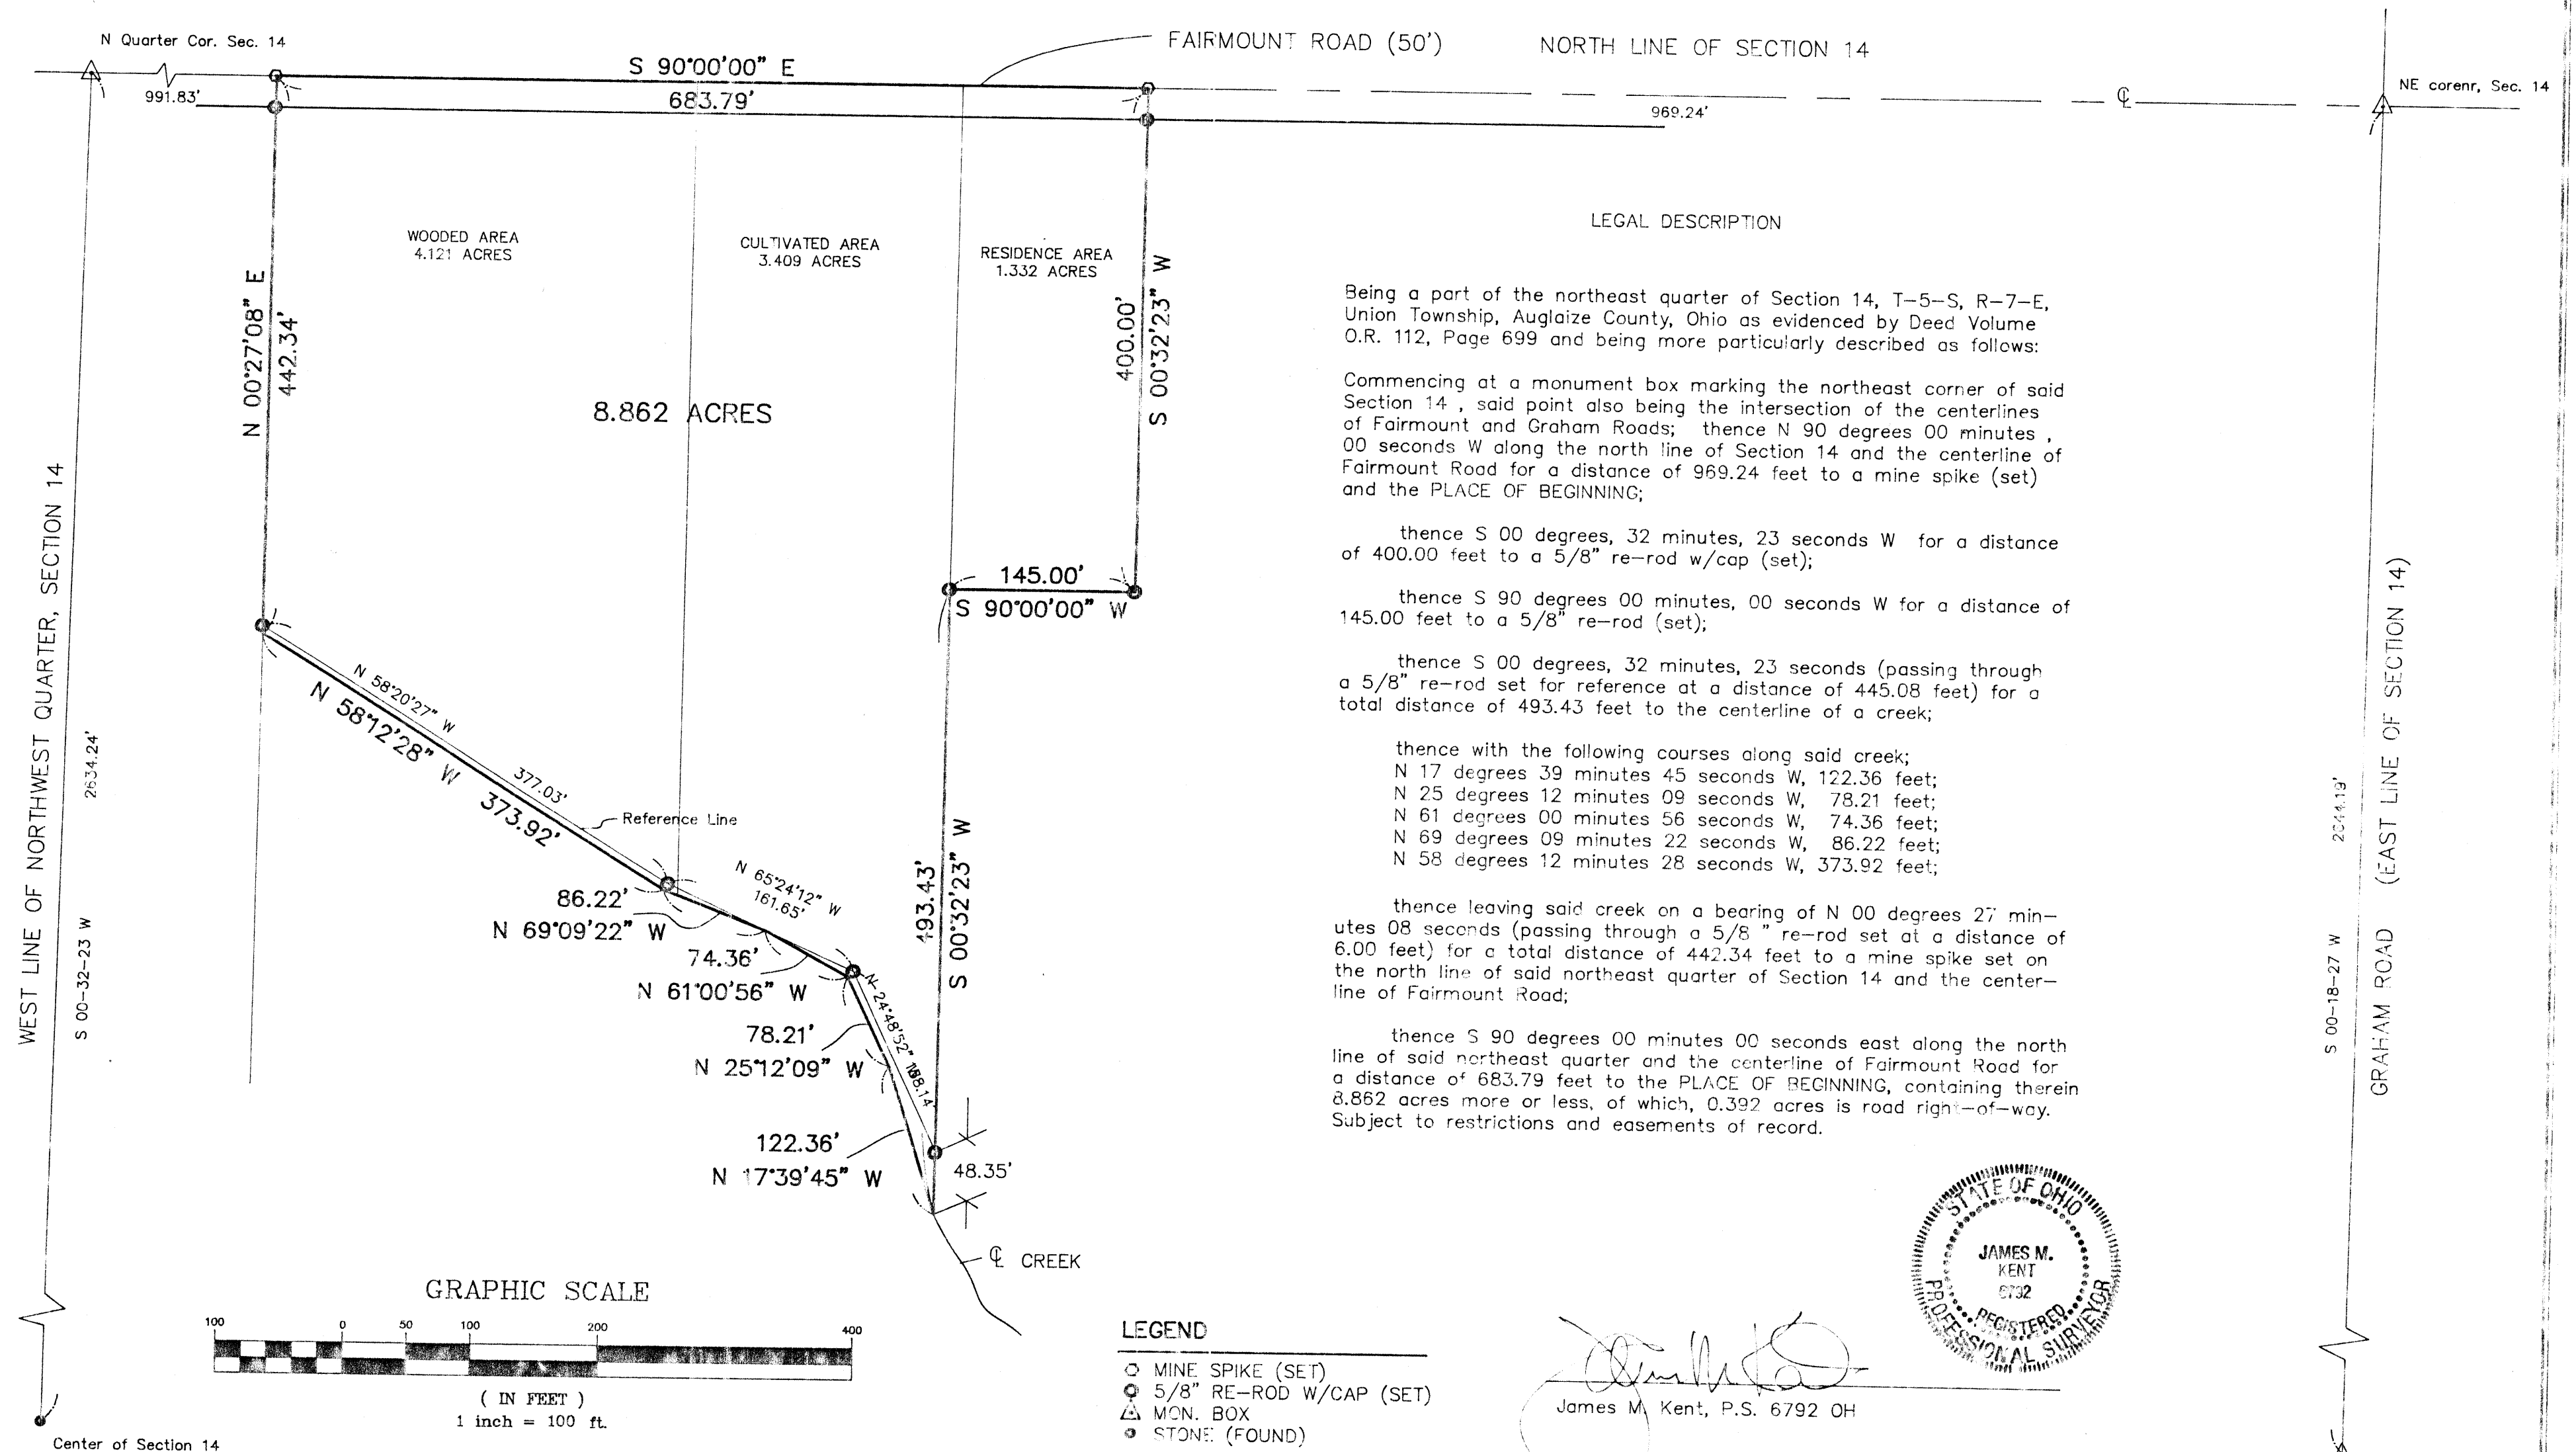 N Quarter Cor. Sec. 14
FAIRMOUNT ROAD (50')
NORTH LINE OF SECTION 14
NE corenr, Sec. 14
S 90°00'00" E
991.83'
683.79'
969.24'
℄
WOODED AREA
4.121 ACRES
CULTIVATED AREA
3.409 ACRES
RESIDENCE AREA
1.332 ACRES
N 00°27'08" E
442.34'
400.00'
S 00°32'23" W
8.862 ACRES
145.00'
S 90°00'00" W
WEST LINE OF NORTHWEST QUARTER, SECTION 14
2634.24'
S 00-32-23 W
N 58°20'27" W
377.03'
N 58°12'28" W 373.92'
Reference Line
N 65°24'12" W
161.65'
86.22'
N 69°09'22" W
74.36'
N 61°00'56" W
78.21'
N 25°12'09" W
N 24°48'52"
122.36'
N 17°39'45" W
493.43'
S 00°32'23" W
48.35'
℄ CREEK
LEGAL DESCRIPTION
Being a part of the northeast quarter of Section 14, T-5-S, R-7-E,
Union Township, Auglaize County, Ohio as evidenced by Deed Volume
O.R. 112, Page 699 and being more particularly described as follows:
Commencing at a monument box marking the northeast corner of said
Section 14 , said point also being the intersection of the centerlines
of Fairmount and Graham Roads; thence N 90 degrees 00 minutes ,
00 seconds W along the north line of Section 14 and the centerline of
Fairmount Road for a distance of 969.24 feet to a mine spike (set)
and the PLACE OF BEGINNING;
thence S 00 degrees, 32 minutes, 23 seconds W for a distance
of 400.00 feet to a 5/8" re-rod w/cap (set);
thence S 90 degrees 00 minutes, 00 seconds W for a distance of
145.00 feet to a 5/8" re-rod (set);
thence S 00 degrees, 32 minutes, 23 seconds (passing through
a 5/8" re-rod set for reference at a distance of 445.08 feet) for a
total distance of 493.43 feet to the centerline of a creek;
thence with the following courses along said creek;
N 17 degrees 39 minutes 45 seconds W, 122.36 feet;
N 25 degrees 12 minutes 09 seconds W, 78.21 feet;
N 61 degrees 00 minutes 56 seconds W, 74.36 feet;
N 69 degrees 09 minutes 22 seconds W, 86.22 feet;
N 58 degrees 12 minutes 28 seconds W, 373.92 feet;
thence leaving said creek on a bearing of N 00 degrees 27 min-
utes 08 seconds (passing through a 5/8 " re-rod set at a distance of
6.00 feet) for a total distance of 442.34 feet to a mine spike set on
the north line of said northeast quarter of Section 14 and the center-
line of Fairmount Road;
thence S 90 degrees 00 minutes 00 seconds east along the north
line of said northeast quarter and the centerline of Fairmount Road for
a distance of 683.79 feet to the PLACE OF BEGINNING, containing therein
8.862 acres more or less, of which, 0.392 acres is road right-of-way.
Subject to restrictions and easements of record.
S 00-18-27 W
GRAHAM ROAD (EAST LINE OF SECTION 14)
STATE OF OHIO
JAMES M.
KENT
6792
REGISTERED
PROFESSIONAL SURVEYOR
James M. Kent, P.S. 6792 OH
GRAPHIC SCALE
100 0 50 100 200 400
( IN FEET )
1 inch = 100 ft.
Center of Section 14
LEGEND
MINE SPIKE (SET)
5/8" RE-ROD W/CAP (SET)
MON. BOX
STONE (FOUND)